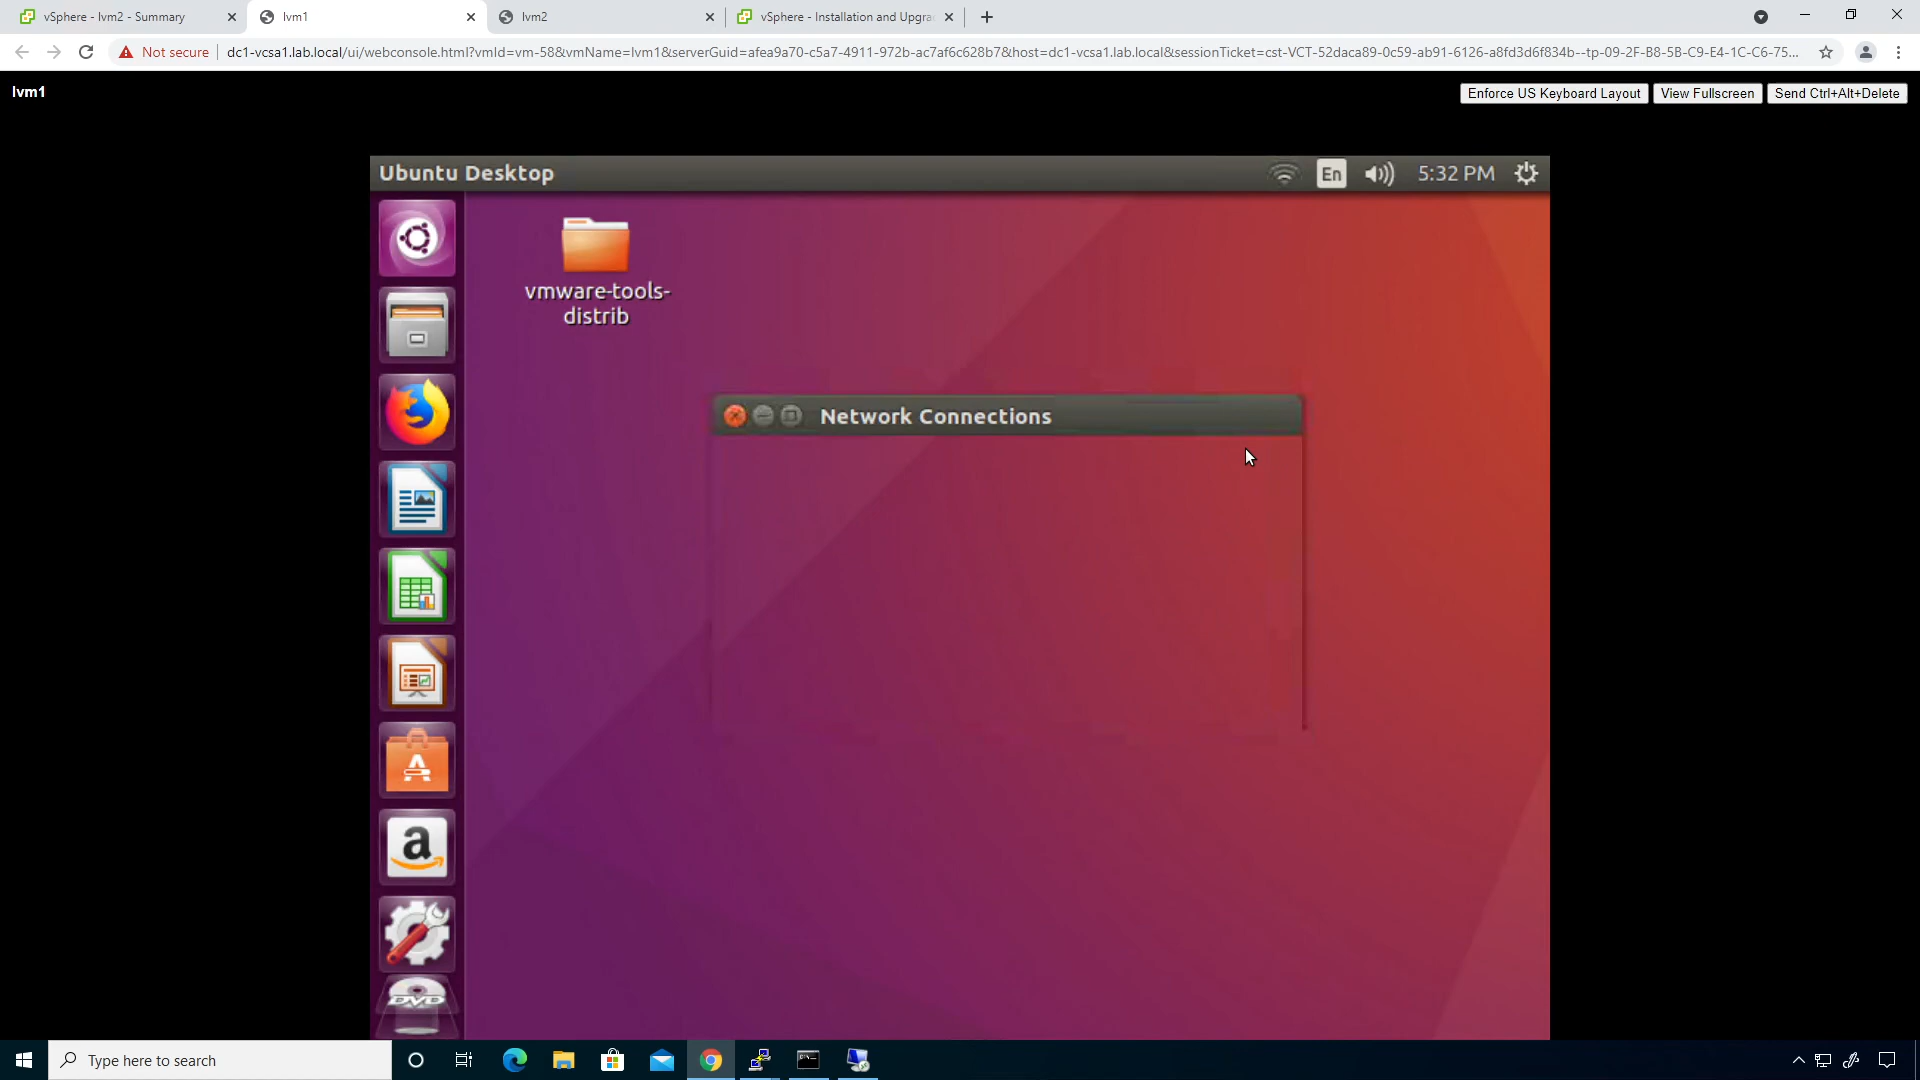 vSphere - lvm2 - Summary
lvm1
lvm2
vSphere - Installation and Upgra
Not secure
dc1-vcsa1.lab.local/ui/webconsole.html?vmId=vm-58&vmName=lvm1&serverGuid=afea9a70-c5a7-4911-972b-ac7af6c628b7&host=dc1-vcsa1.lab.local&sessionTicket=cst-VCT-52daca89-0c59-ab91-6126-a8fd3d6f834b--tp-09-2F-B8-5B-C9-E4-1C-C6-75...
lvm1
Enforce US Keyboard Layout
View Fullscreen
Send Ctrl+Alt+Delete
Ubuntu Desktop
En
5:32 PM
vmware-tools-
distrib
Network Connections
DVD
Type here to search